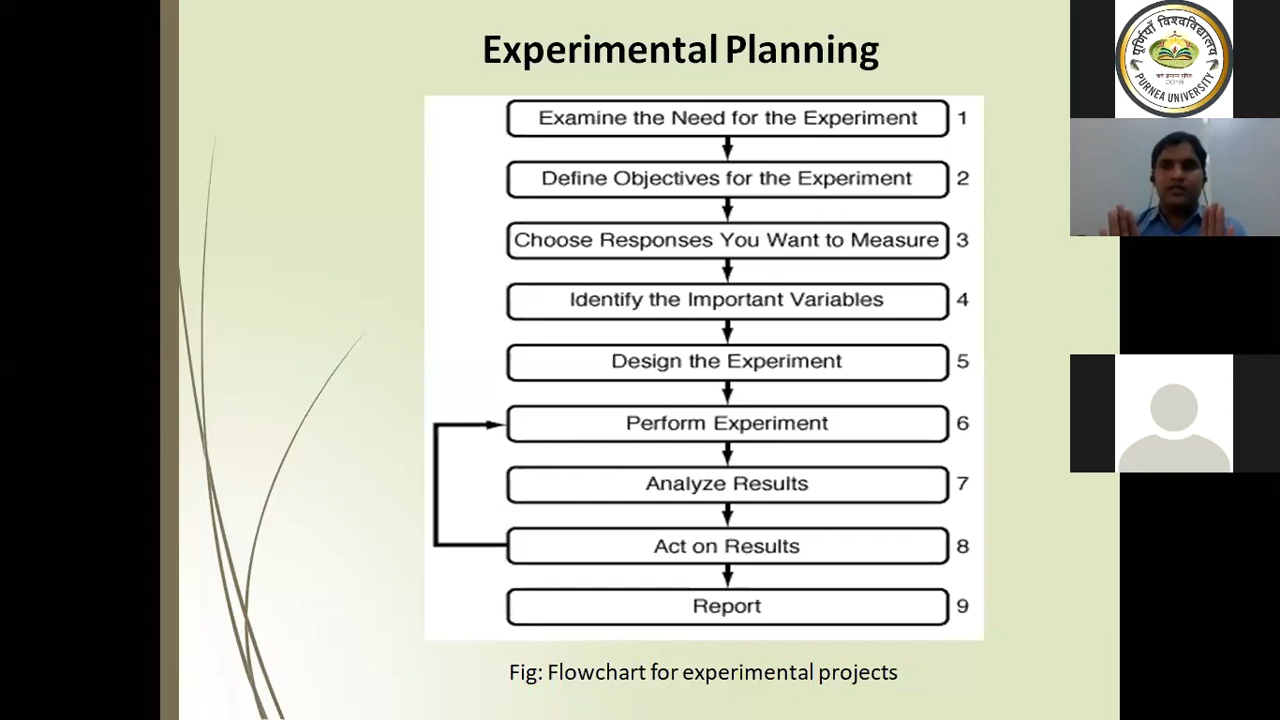 Experimental Planning
Examine the Need for the Experiment 1
Define Objectives for the Experiment 2
Choose Responses You Want to Measure 3
Identify the Important Variables 4
Design the Experiment 5
Perform Experiment 6
Analyze Results 7
Act on Results 8
Report 9
Fig: Flowchart for experimental projects
पूर्णियाँ विश्वविद्यालय
PURNEA UNIVERSITY